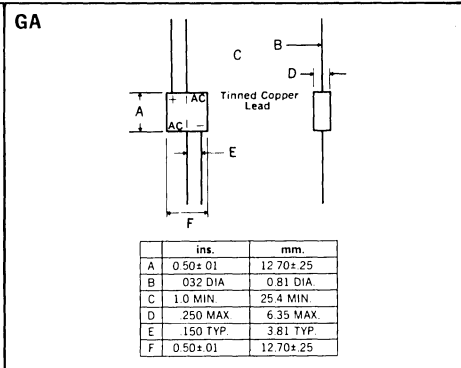 GA
B
C
D
Tinned Copper
Lead
+ AC
A
AC -
E
F
ins. mm.
A 0.50±01 12 70±.25
B 032 DIA 0.81 DIA.
C 1.0 MIN. 25.4 MIN.
D .250 MAX 6.35 MAX.
E .150 TYP. 3.81 TYP.
F 0.50±.01 12.70±.25